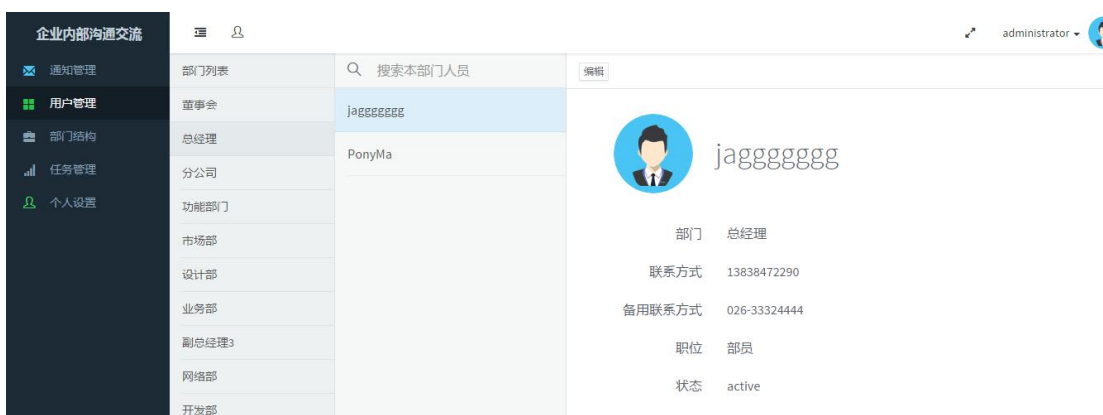 企业内部沟通交流
administrator
通知管理
用户管理
部门结构
任务管理
个人设置
部门列表
董事会
总经理
分公司
功能部门
市场部
设计部
业务部
副总经理3
网络部
开发部
搜索本部门人员
jaggggggg
PonyMa
编辑
jaggggggg
部门 总经理
联系方式 13838472290
备用联系方式 026-33324444
职位 部员
状态 active